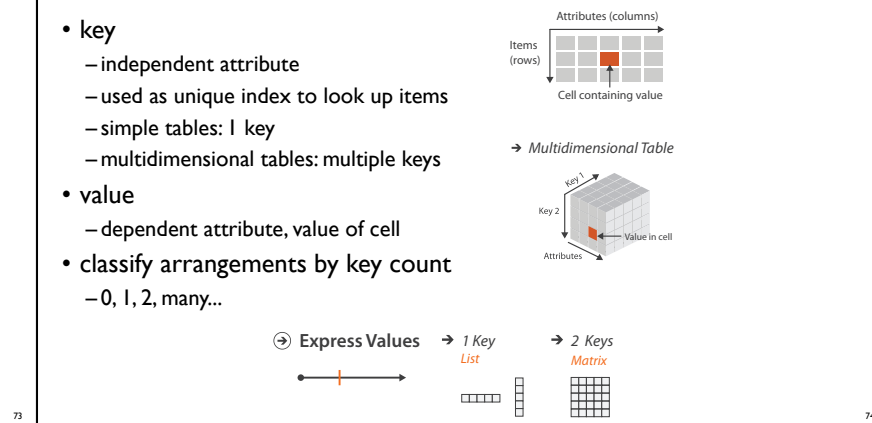 • key
– independent attribute
– used as unique index to look up items
– simple tables: 1 key
– multidimensional tables: multiple keys
• value
– dependent attribute, value of cell
• classify arrangements by key count
– 0, 1, 2, many...
Attributes (columns)
Items
(rows)
Cell containing value
➔ Multidimensional Table
Key 1
Key 2
Value in cell
Attributes
➔ Express Values
➔ 1 Key
List
➔ 2 Keys
Matrix
73
74